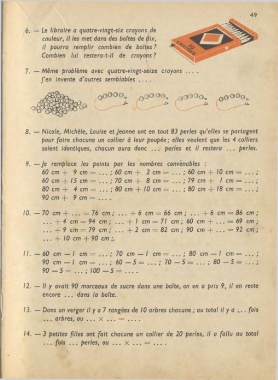 49
6. — Le libraire a quatre-vingt-six crayons de
couleur, il les met dans des boîtes de dix,
il pourra remplir combien de boîtes ?
Combien lui restera-t-il de crayons ?
7. — Même problème avec quatre-vingt-seize crayons ....
J'en invente d'autres semblables ....
8. — Nicole, Michèle, Louise et Jeanne ont en tout 83 perles qu'elles se partagent
pour faire chacune un collier à leur poupée ; elles veulent que les 4 colliers
soient identiques, chacun aura donc ... perles et il restera ... perles.
9. — Je remplace les points par les nombres convenables :
60 cm + 9 cm = ... ; 60 cm + 2 cm = ... ; 60 cm + 10 cm = ... ;
60 cm + 15 cm = ... ; 70 cm + 8 cm = ... ; 79 cm + 1 cm = ... ;
80 cm + 4 cm = ... ; 80 cm + 10 cm = ... ; 80 cm + 18 cm = ... ;
90 cm + 9 cm = ....
10. — 70 cm + ... = 76 cm ; ... + 6 cm = 66 cm ; ... + 6 cm = 86 cm ;
... + 4 cm = 94 cm ; ... + 1 cm = 71 cm ; 60 cm + ... = 69 cm ;
... + 9 cm = 79 cm ; ... + 2 cm = 82 cm ; 90 cm + ... = 92 cm ;
... + 10 cm = 90 cm ;.
11. — 60 cm — 1 cm = ... ; 70 cm — 1 cm = ... ; 80 cm — 1 cm = ... ;
90 cm — 1 cm = ... ; 60 — 5 = ... ; 70 — 5 = ... ; 80 — 5 = ... ;
90 — 5 = ... ; 100 — 5 = ....
12. — Il y avait 90 morceaux de sucre dans une boîte, on en a pris 9, il en reste
encore ... dans la boîte.
13. — Dans un verger il y a 7 rangées de 10 arbres chacune ; au total il y a ... fois
... arbres, ou ... × ... = ....
14. — 3 petites filles ont fait chacune un collier de 20 perles, il a fallu au total
... fois ... perles, ou ... × ... = ....